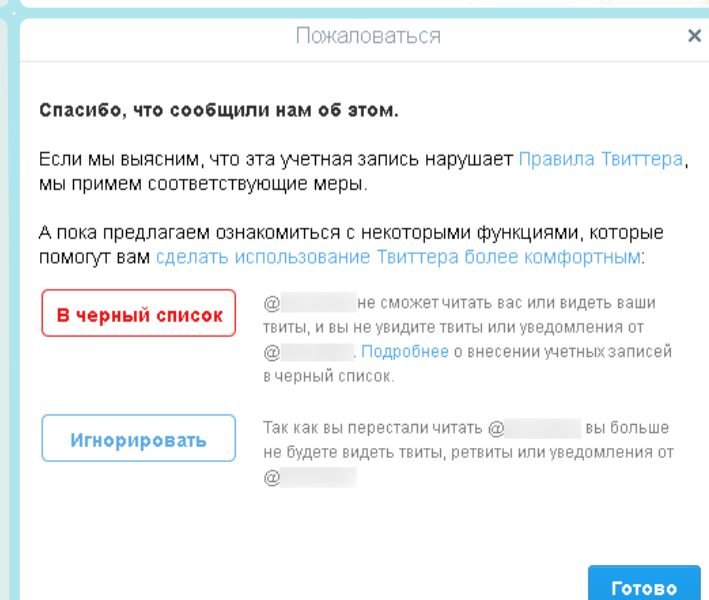 Пожаловаться ×
Спасибо, что сообщили нам об этом.
Если мы выясним, что эта учетная запись нарушает Правила Твиттера,
мы примем соответствующие меры.
А пока предлагаем ознакомиться с некоторыми функциями, которые
помогут вам сделать использование Твиттера более комфортным:
В черный список
@ не сможет читать вас или видеть ваши
твиты, и вы не увидите твиты или уведомления от
@ . Подробнее о внесении учетных записей
в черный список.
Игнорировать
Так как вы перестали читать @ вы больше
не будете видеть твиты, ретвиты или уведомления от
@
Готово